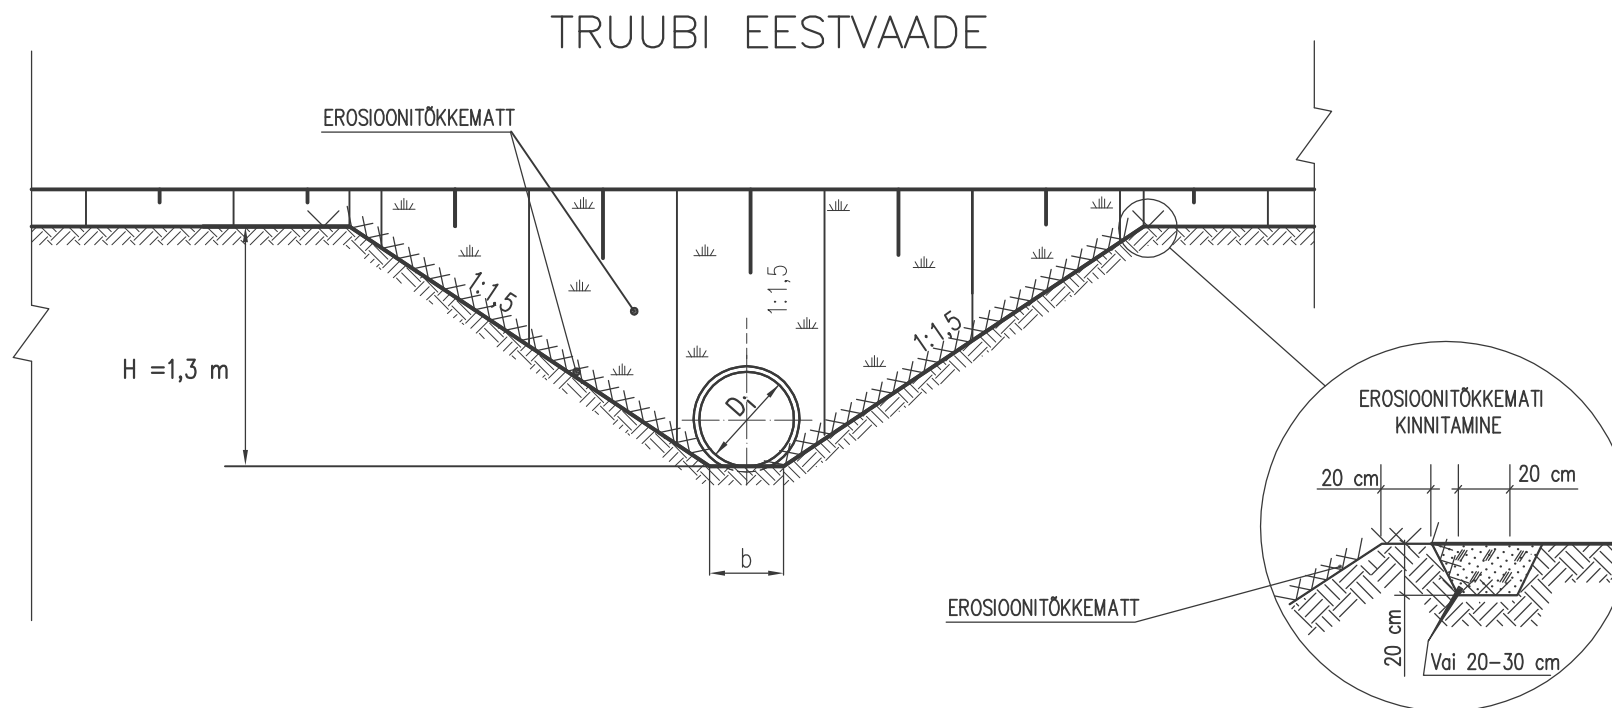 TRUUBI EESTVAADE
EROSIOONITÕKKEMATT
1:1,5
1:1,5
1:1,5
H =1,3 m
Di
b
EROSIOONITÕKKEMATI
KINNITAMINE
20 cm
20 cm
EROSIOONITÕKKEMATT
20 cm
Vai 20-30 cm